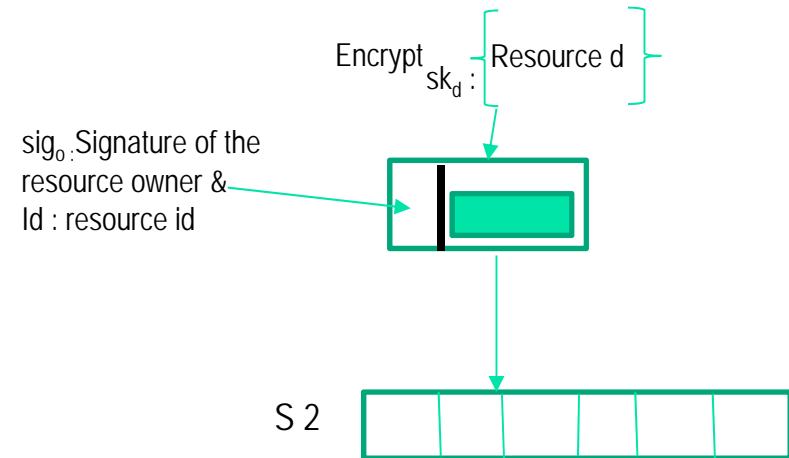 Encrypt sk_d : Resource d
sig_o : Signature of the
resource owner &
Id : resource id
S 2